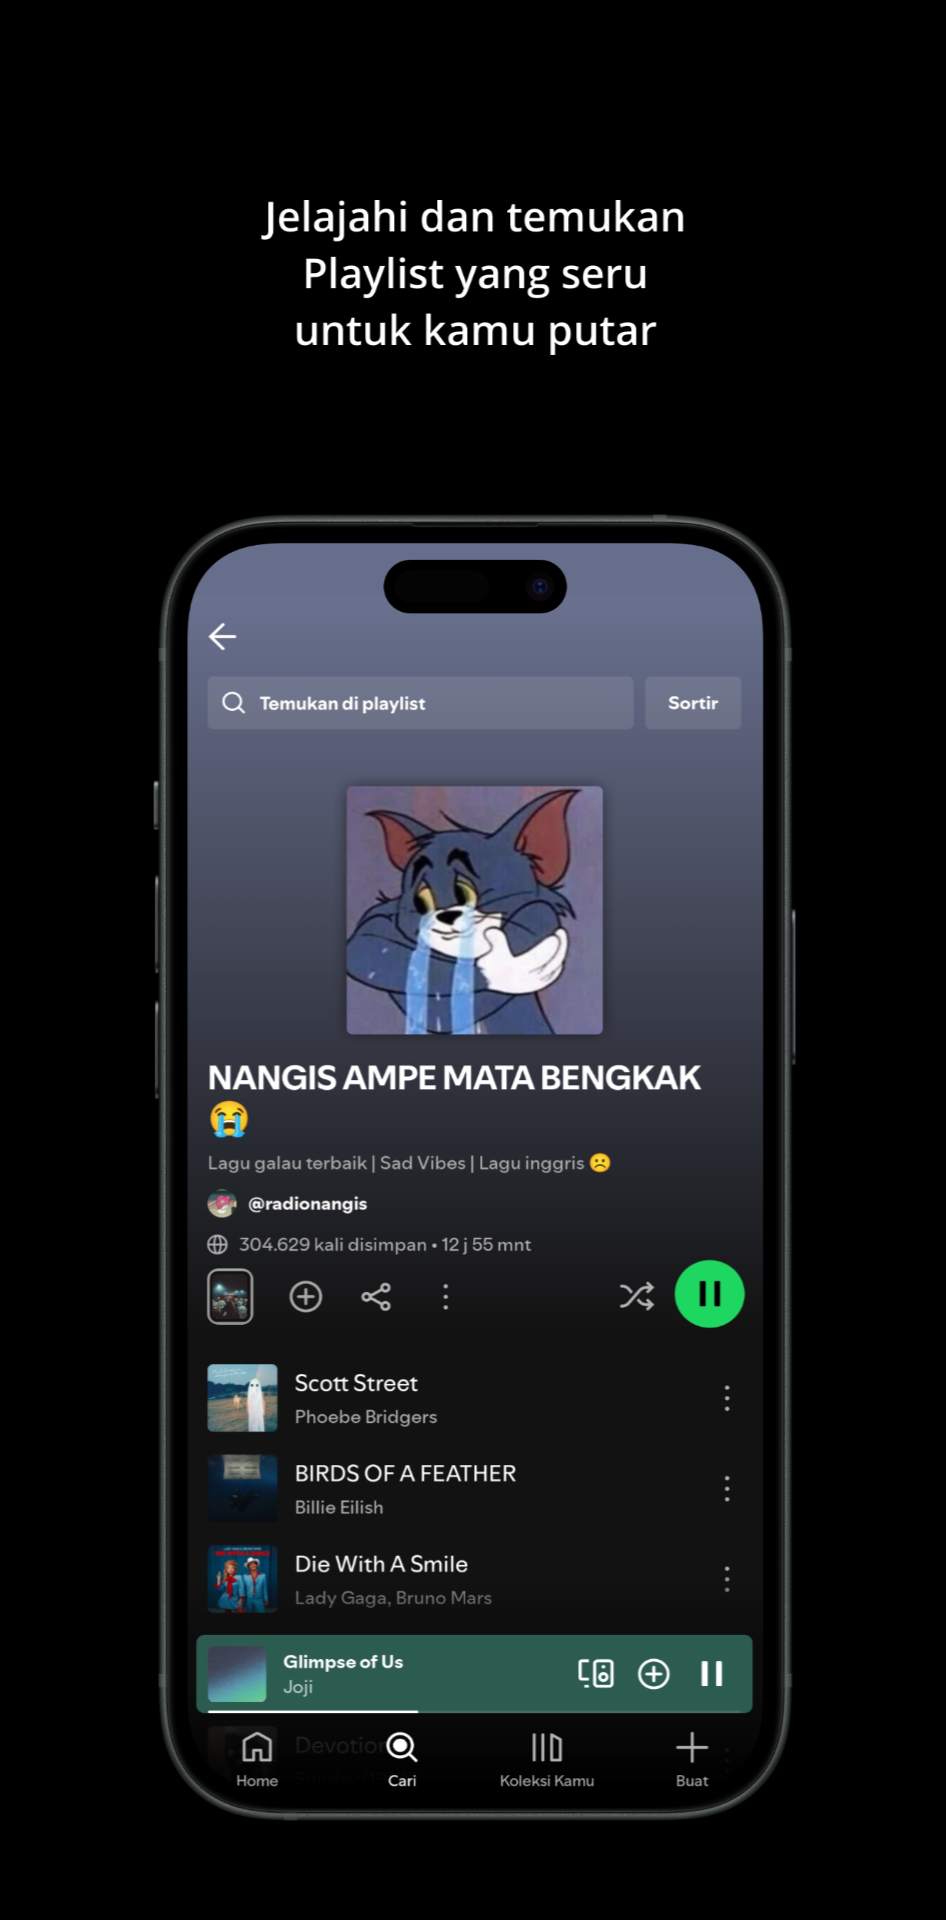 Jelajahi dan temukan
Playlist yang seru
untuk kamu putar
Temukan di playlist
Sortir
NANGIS AMPE MATA BENGKAK
😭
Lagu galau terbaik | Sad Vibes | Lagu inggris ☹️
@radionangis
304.629 kali disimpan • 12 j 55 mnt
Scott Street
Phoebe Bridgers
BIRDS OF A FEATHER
Billie Eilish
Die With A Smile
Lady Gaga, Bruno Mars
Glimpse of Us
Joji
Devotion
Home
Cari
Koleksi Kamu
Buat